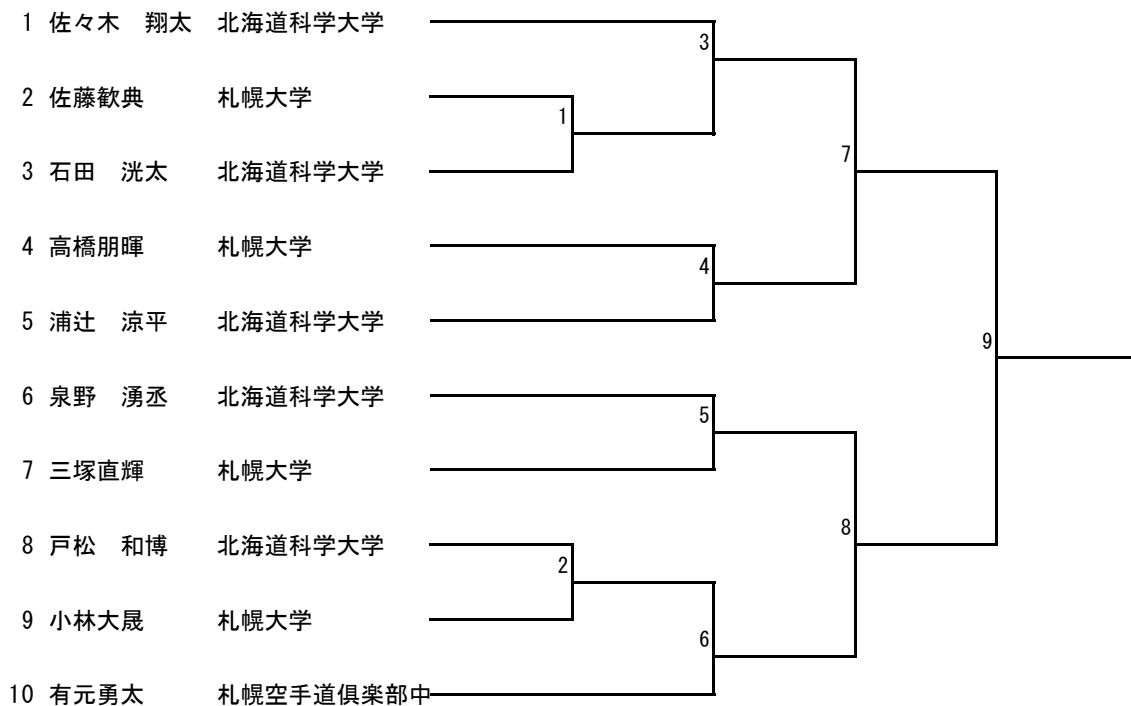 1 佐々木　翔太 北海道科学大学
3
2 佐藤歓典 札幌大学
1
7
3 石田　洸太 北海道科学大学
4 高橋朋暉 札幌大学
4
5 浦辻　涼平 北海道科学大学
9
6 泉野　湧丞 北海道科学大学
5
7 三塚直輝 札幌大学
8
8 戸松　和博 北海道科学大学
2
9 小林大晟 札幌大学
6
10 有元勇太 札幌空手道倶楽部中